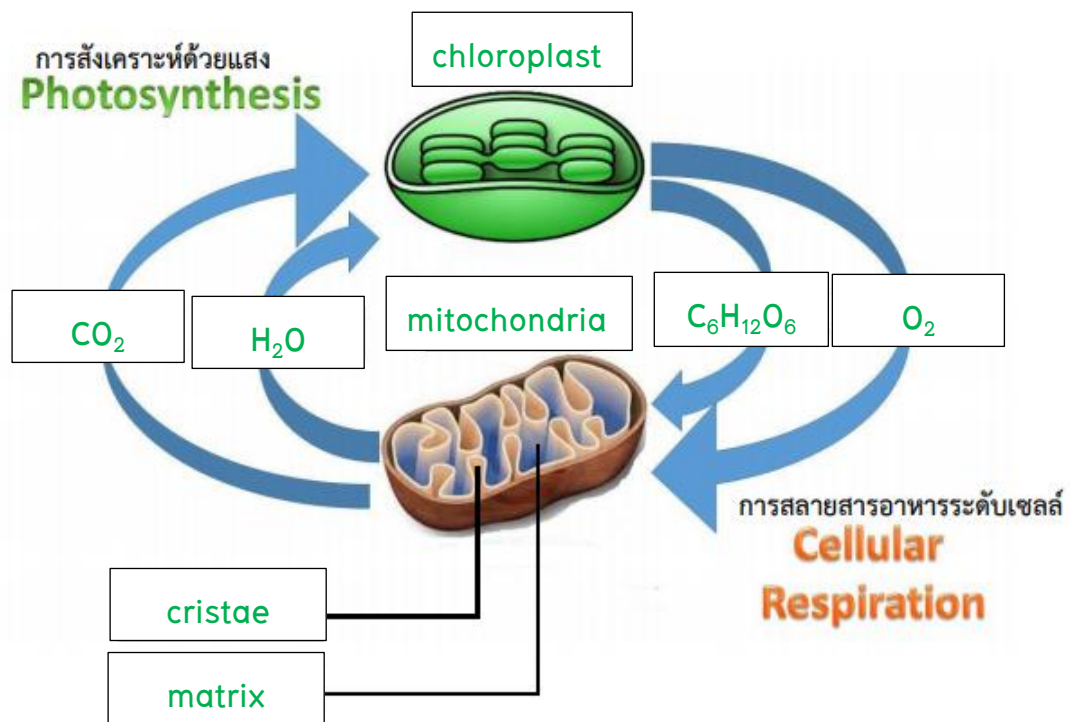 chloroplast
การสังเคราะห์ด้วยแสง
Photosynthesis
CO₂
H₂O
mitochondria
C₆H₁₂O₆
O₂
การสลายสารอาหารระดับเซลล์
Cellular
Respiration
cristae
matrix